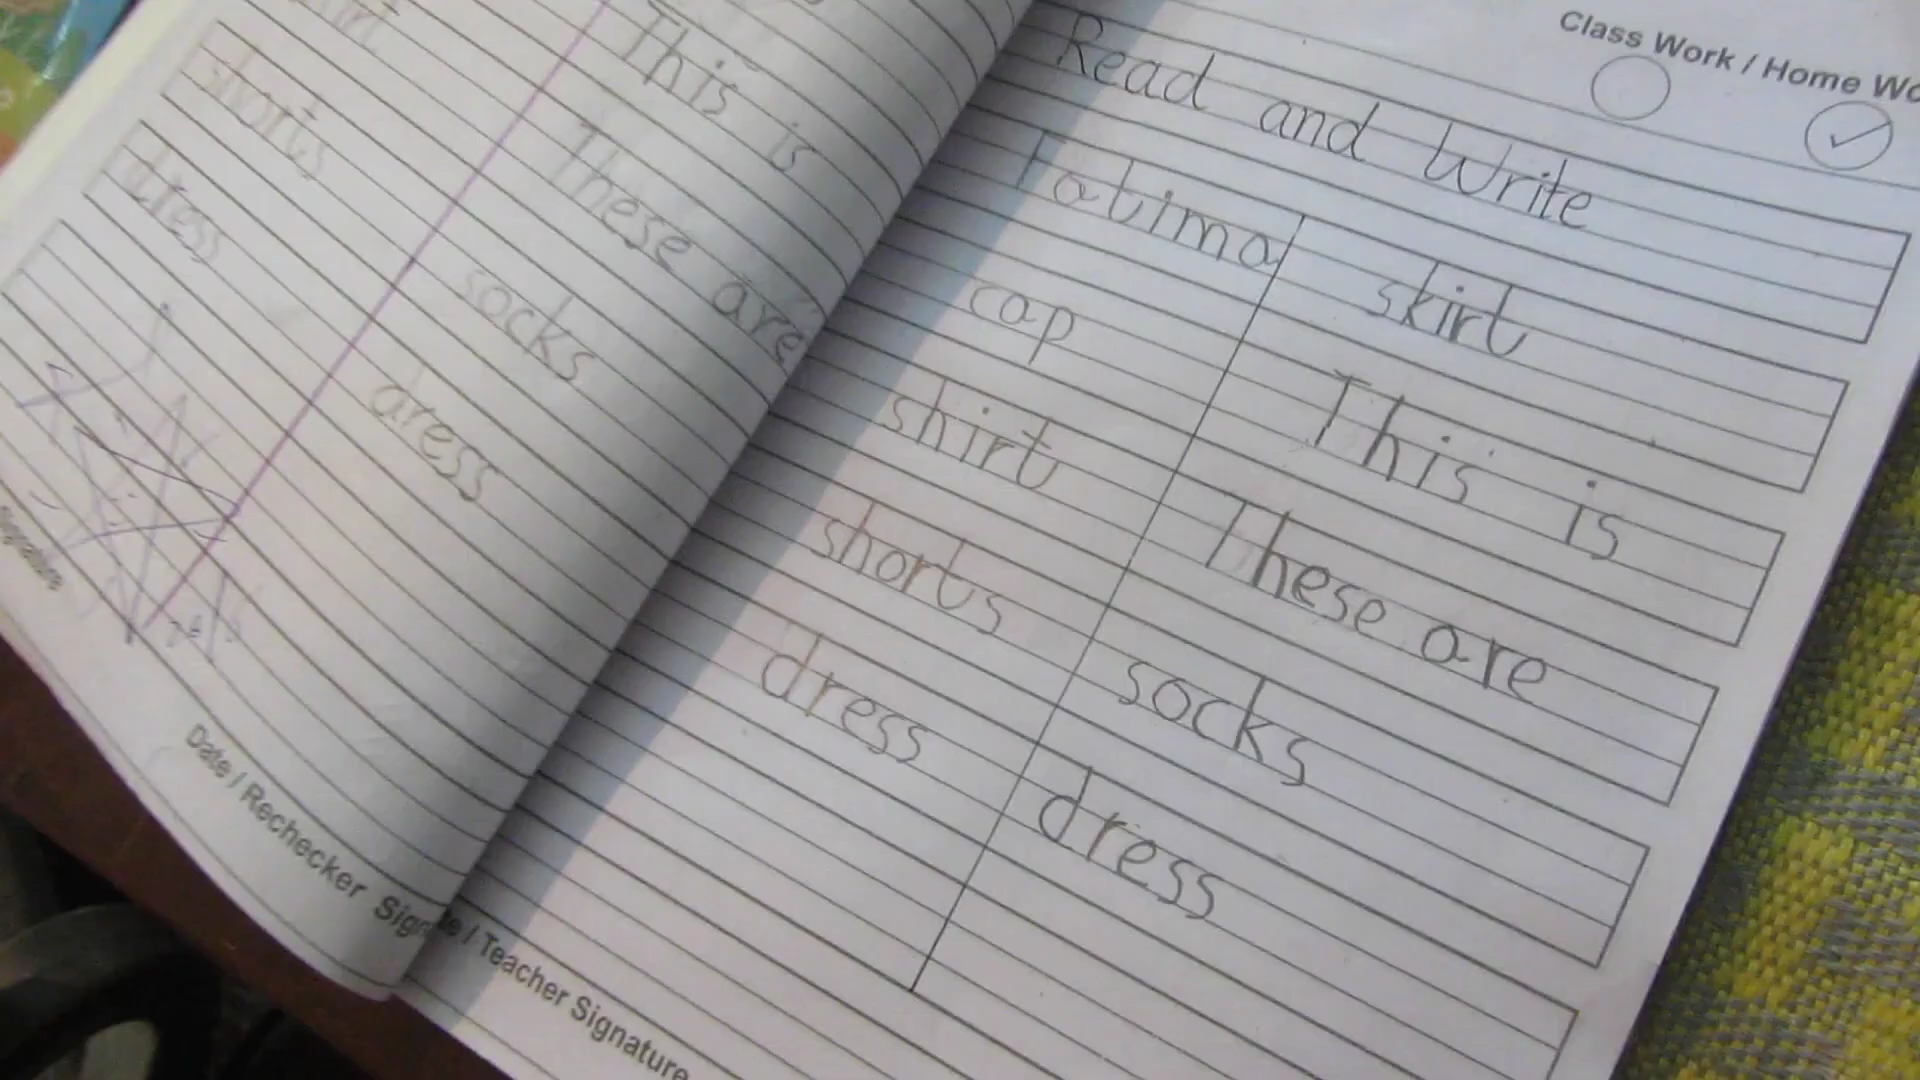 shorts
dress
This is
These are
socks
dress
Date / Rechecker Sign
Class Work / Home Wo
Read and Write
Fatima
cap
shirt
shorts
dress
skirt
This is
These are
socks
dress
/ Teacher Signature